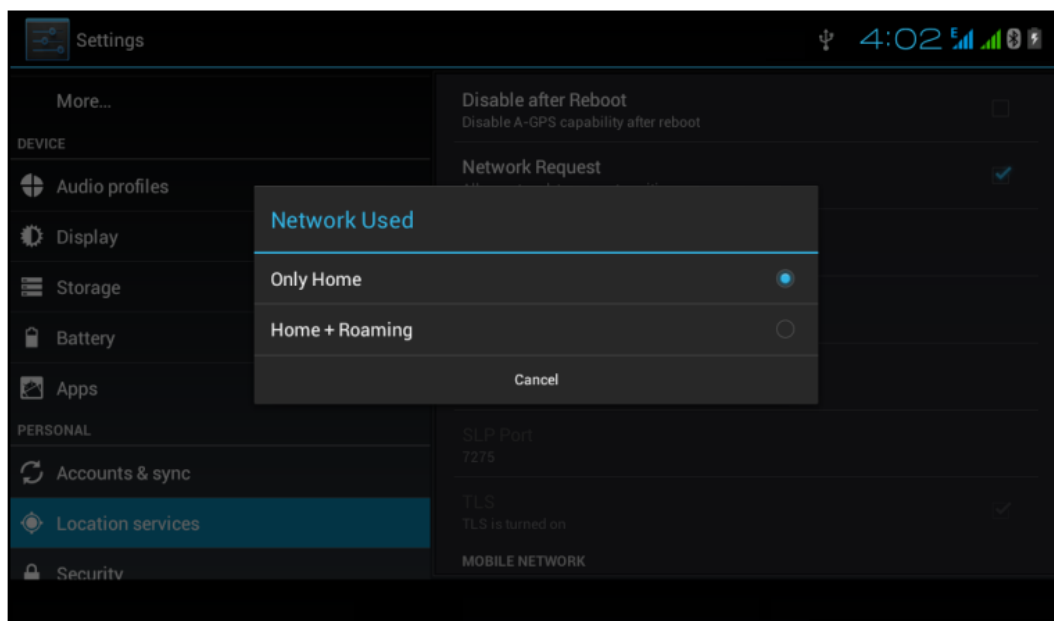 Settings
4:02
E
More...
DEVICE
Audio profiles
Display
Storage
Battery
Apps
PERSONAL
Accounts & sync
Location services
Security
Disable after Reboot
Disable A-GPS capability after reboot
Network Request
Network Used
Only Home
Home + Roaming
Cancel
SLP Port
7275
TLS
TLS is turned on
MOBILE NETWORK